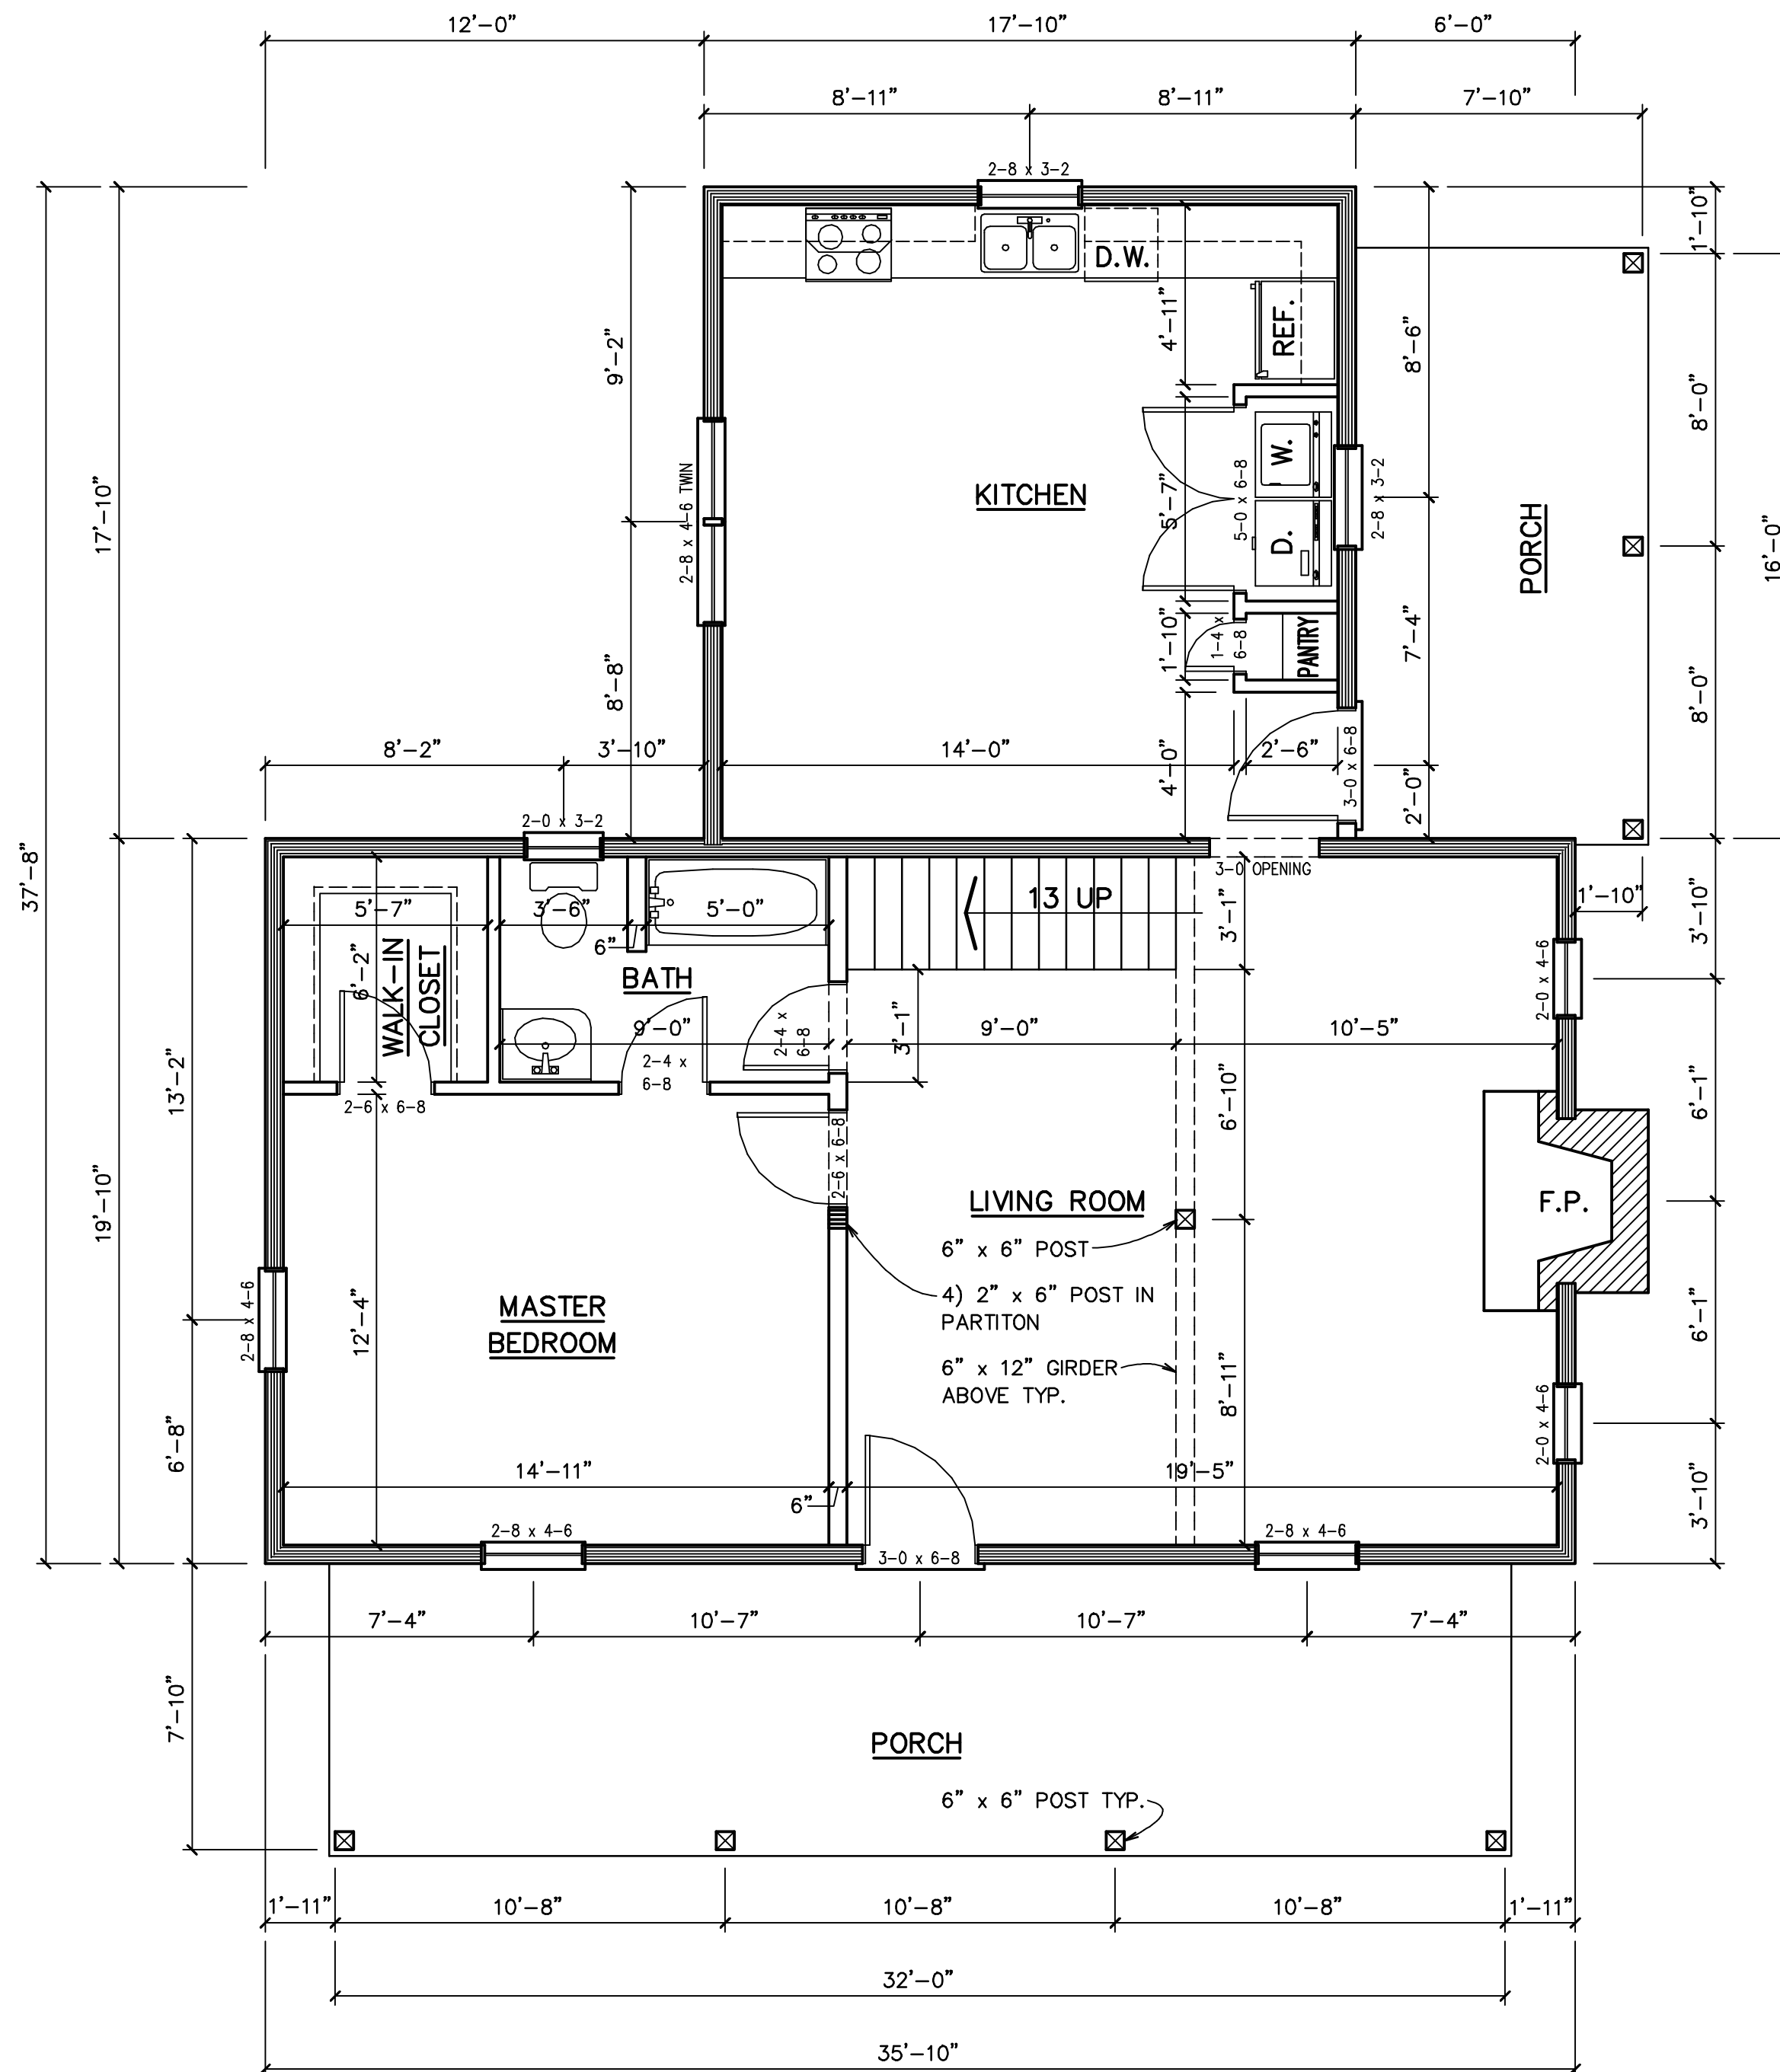 12'-0"
17'-10"
6'-0"
8'-11"
8'-11"
7'-10"
2-8 x 3-2
1'-10"
D.W.
REF.
4'-11"
9'-2"
8'-6"
8'-0"
17'-10"
2-8 x 4-6 TWIN
KITCHEN
5'-7"
5-0 x 6-8
W.
D.
2-8 x 3-2
PORCH
16'-0"
1'-10"
1-4 x
6-8
PANTRY
7'-4"
8'-8"
8'-0"
8'-2"
3'-10"
14'-0"
4'-0"
2'-6"
3-0 x 6-8
2'-0"
2-0 x 3-2
37'-8"
3-0 OPENING
13 UP
3'-1"
1'-10"
3'-10"
5'-7"
3'-6"
5'-0"
6"
6'-2"
WALK-IN
CLOSET
BATH
2-0 x 4-6
9'-0"
2-4 x
6-8
2-4 x
6-8
3'-1"
9'-0"
10'-5"
13'-2"
2-6 x 6-8
6'-10"
6'-1"
2-6 x 6-8
19'-10"
LIVING ROOM
F.P.
6" x 6" POST
4) 2" x 6" POST IN
PARTITON
6" x 12" GIRDER
ABOVE TYP.
MASTER
BEDROOM
2-8 x 4-6
12'-4"
6'-1"
8'-11"
2-0 x 4-6
6'-8"
14'-11"
6"
19'-5"
3'-10"
2-8 x 4-6
3-0 x 6-8
2-8 x 4-6
7'-4"
10'-7"
10'-7"
7'-4"
7'-10"
PORCH
6" x 6" POST TYP.
1'-11"
10'-8"
10'-8"
10'-8"
1'-11"
32'-0"
35'-10"